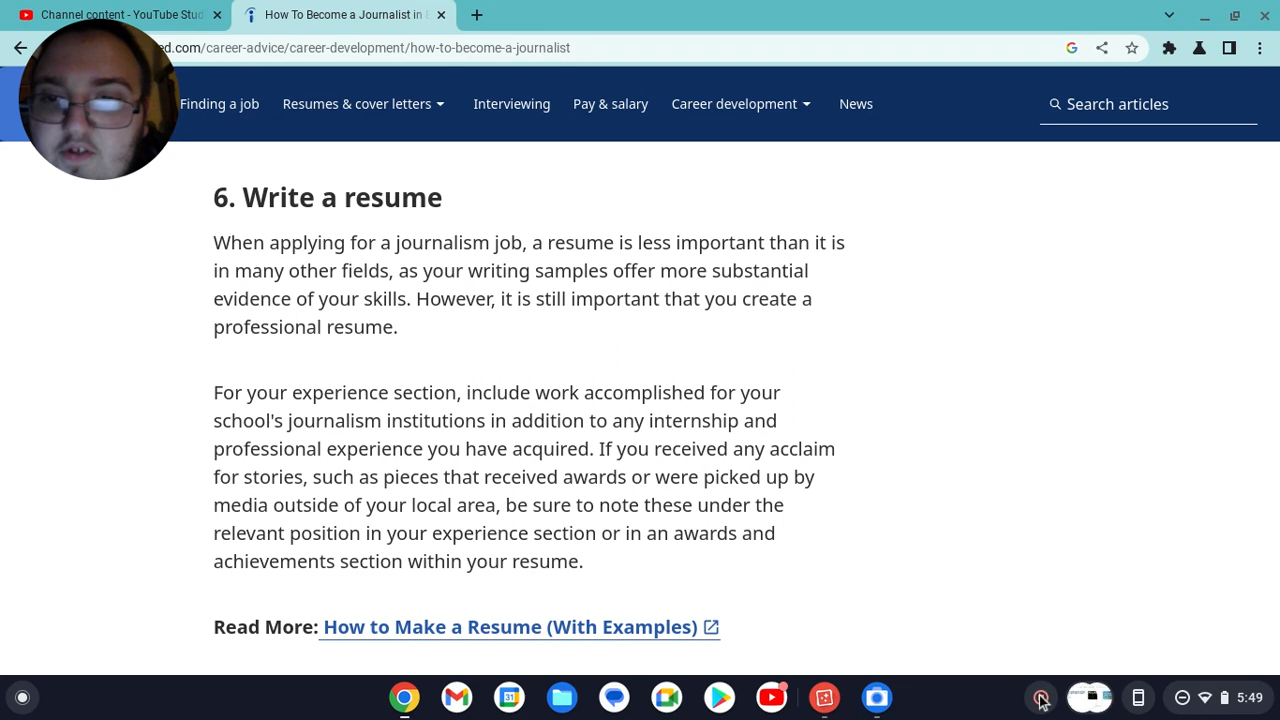 Channel content - YouTube Stud
How To Become a Journalist in
ed.com/career-advice/career-development/how-to-become-a-journalist
Finding a job
Resumes & cover letters
Interviewing
Pay & salary
Career development
News
Search articles
6. Write a resume
When applying for a journalism job, a resume is less important than it is
in many other fields, as your writing samples offer more substantial
evidence of your skills. However, it is still important that you create a
professional resume.
For your experience section, include work accomplished for your
school's journalism institutions in addition to any internship and
professional experience you have acquired. If you received any acclaim
for stories, such as pieces that received awards or were picked up by
media outside of your local area, be sure to note these under the
relevant position in your experience section or in an awards and
achievements section within your resume.
Read More: How to Make a Resume (With Examples)
31
5:49